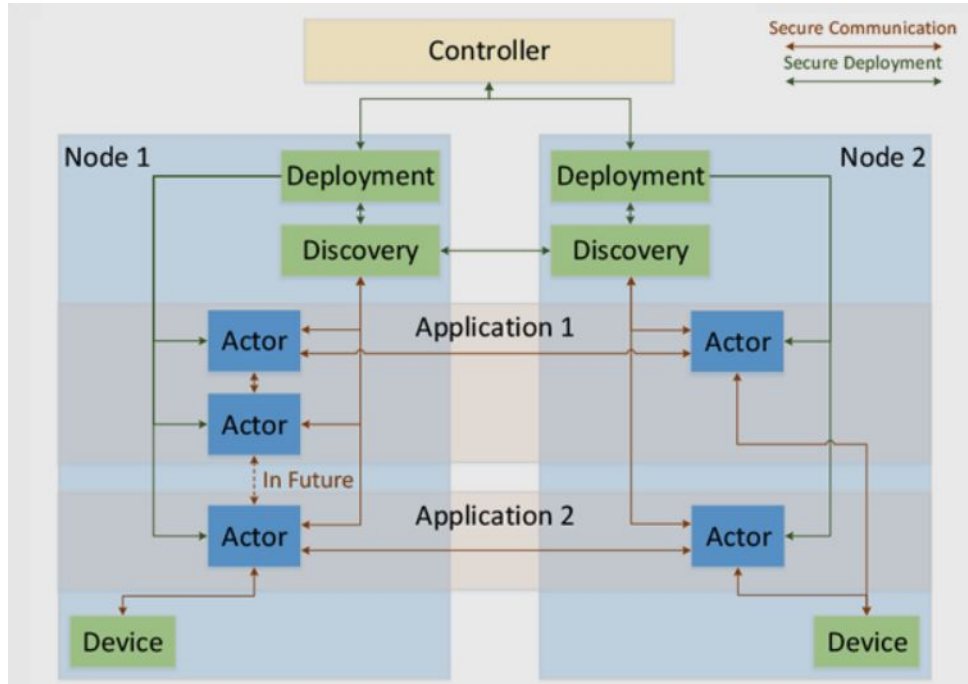 Controller
Secure Communication
Secure Deployment
Node 1
Node 2
Deployment
Deployment
Discovery
Discovery
Application 1
Actor
Actor
Actor
In Future
Application 2
Actor
Actor
Device
Device